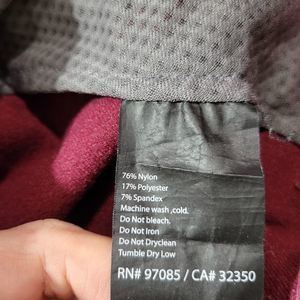 76% Nylon
17% Polyester
7% Spandex
Machine wash ,cold.
Do not bleach.
Do not Iron
Do not Dryclean
Tumble Dry Low
RN# 97085 / CA# 32350